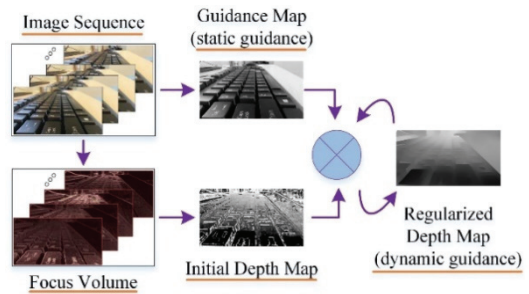 Image Sequence
Guidance Map
(static guidance)
Focus Volume
Initial Depth Map
Regularized
Depth Map
(dynamic guidance)